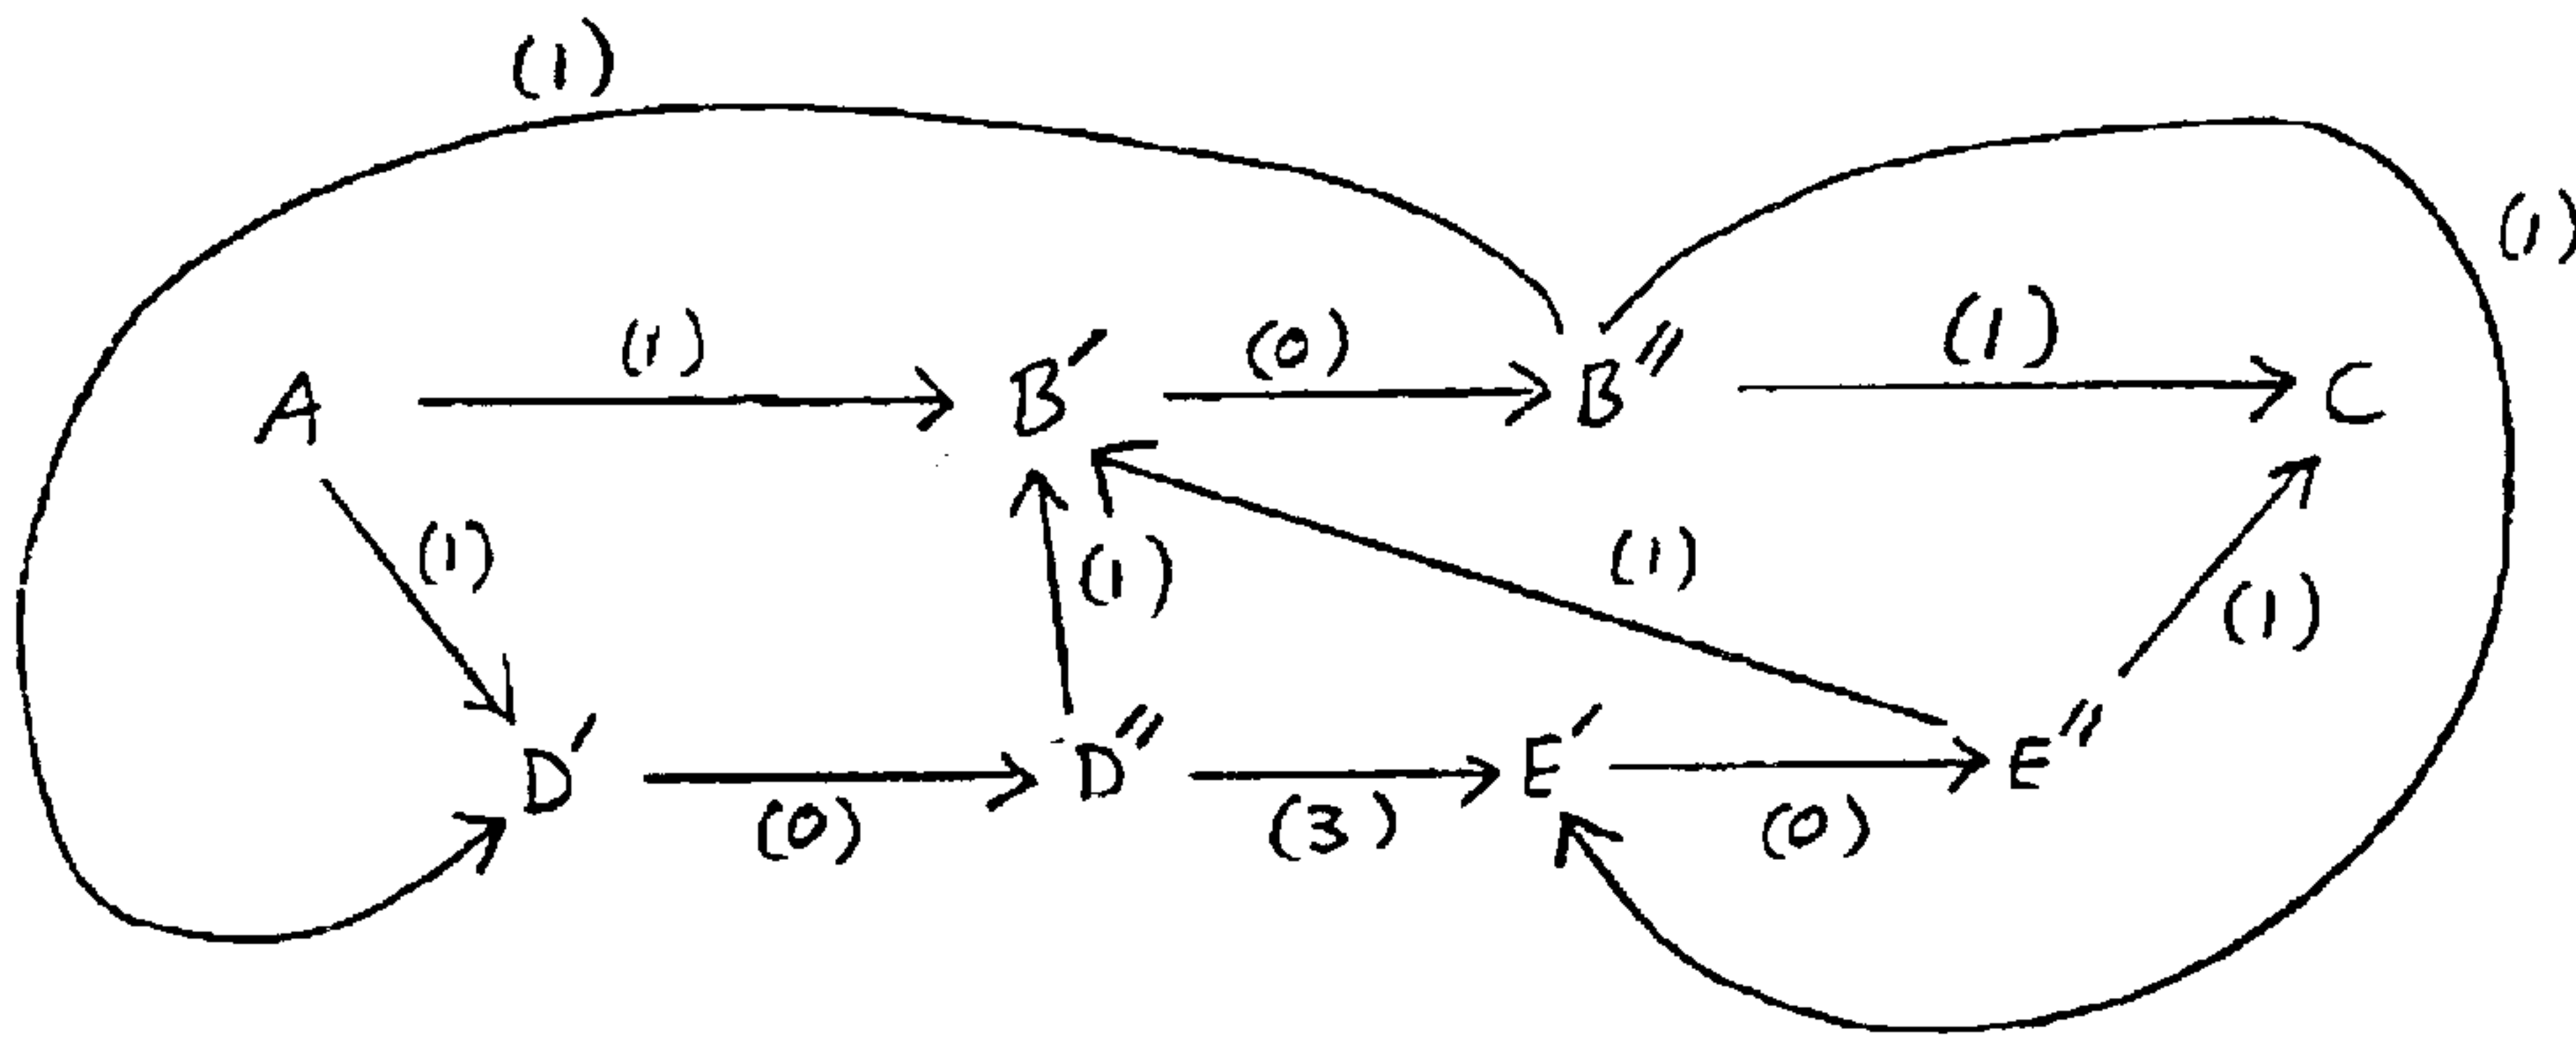 (1)
(1)
(1) (0) (1)
A B′ B″ C
(1) (1) (1) (1)
D′ D″ E′ E″
(0) (3) (0)